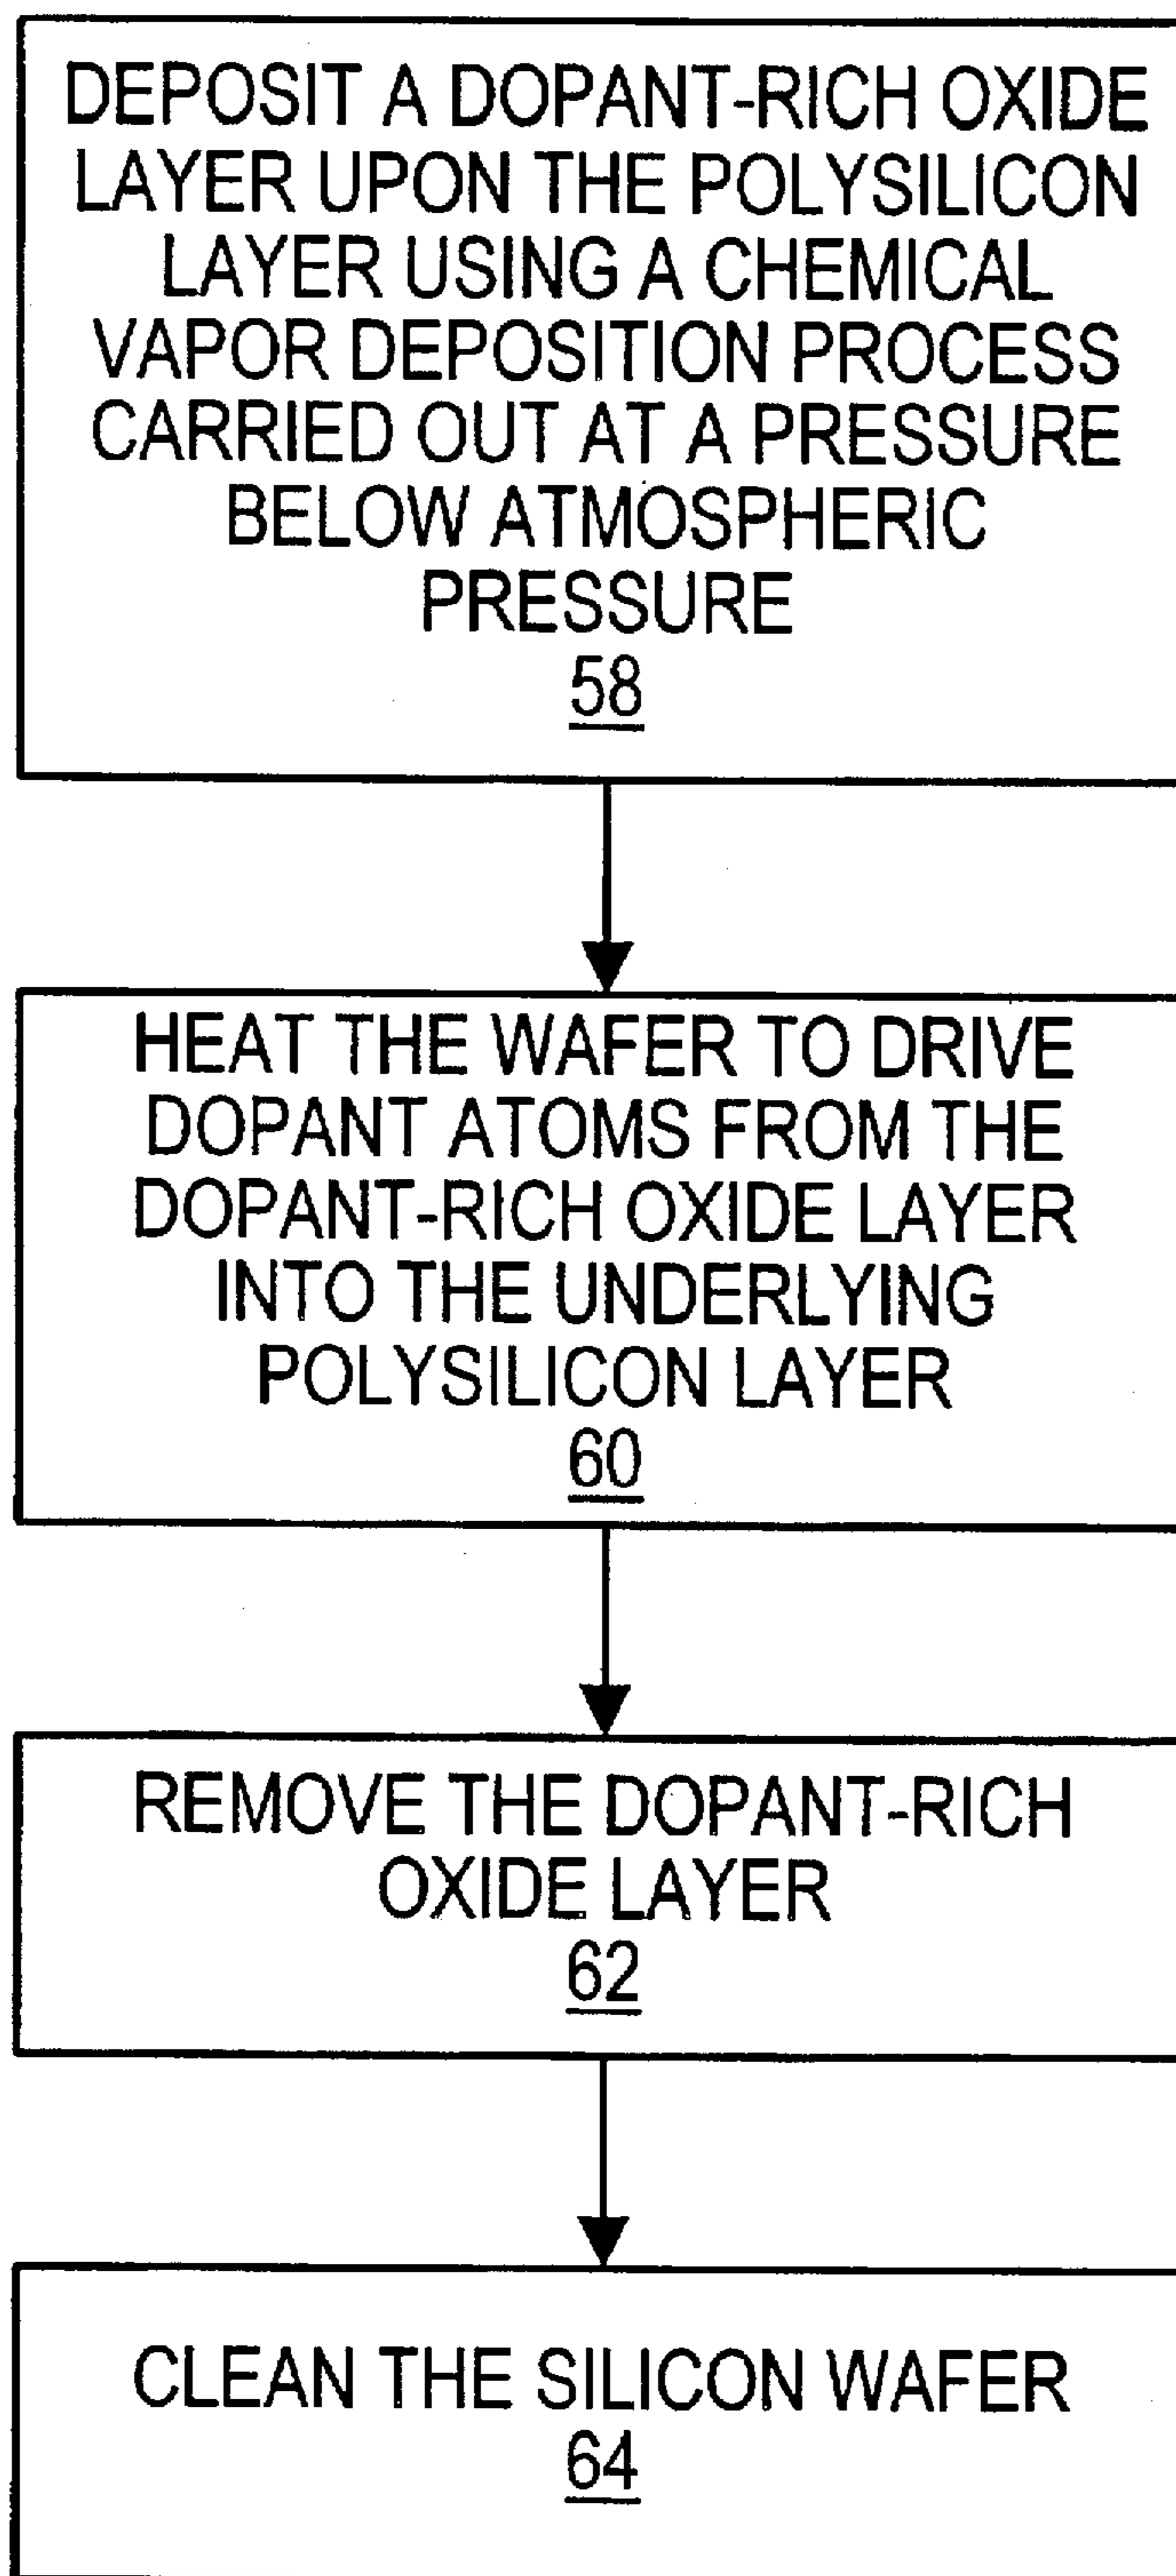 DEPOSIT A DOPANT-RICH OXIDE
LAYER UPON THE POLYSILICON
LAYER USING A CHEMICAL
VAPOR DEPOSITION PROCESS
CARRIED OUT AT A PRESSURE
BELOW ATMOSPHERIC
PRESSURE
58
HEAT THE WAFER TO DRIVE
DOPANT ATOMS FROM THE
DOPANT-RICH OXIDE LAYER
INTO THE UNDERLYING
POLYSILICON LAYER
60
REMOVE THE DOPANT-RICH
OXIDE LAYER
62
CLEAN THE SILICON WAFER
64